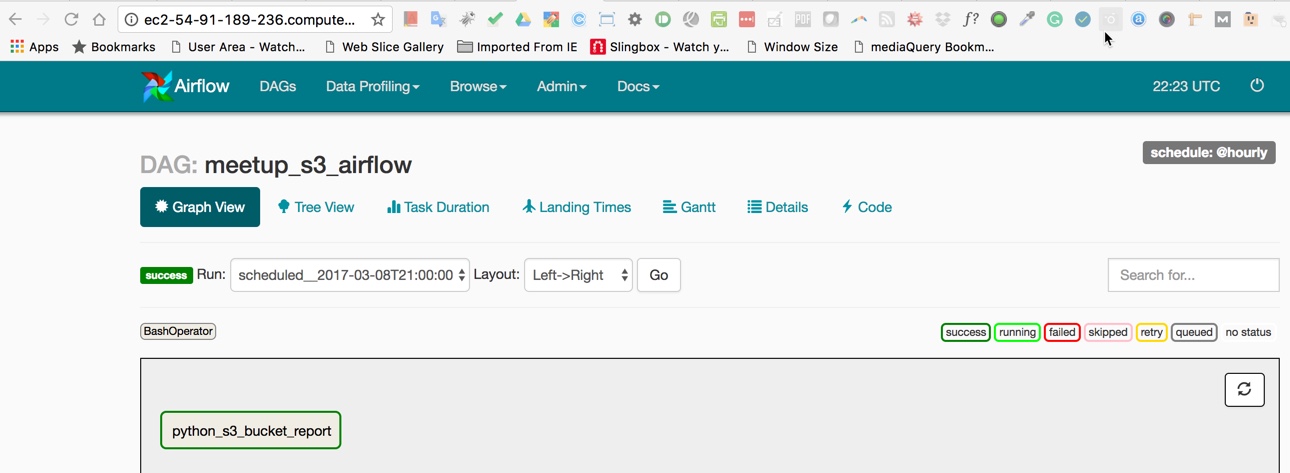 ec2-54-91-189-236.compute...
PDF
f?
Apps Bookmarks User Area - Watch... Web Slice Gallery Imported From IE Slingbox - Watch y... Window Size mediaQuery Bookm...
Airflow DAGs Data Profiling Browse Admin Docs 22:23 UTC
schedule: @hourly
DAG: meetup_s3_airflow
Graph View Tree View Task Duration Landing Times Gantt Details Code
success Run: scheduled__2017-03-08T21:00:00 Layout: Left->Right Go Search for...
BashOperator success running failed skipped retry queued no status
python_s3_bucket_report